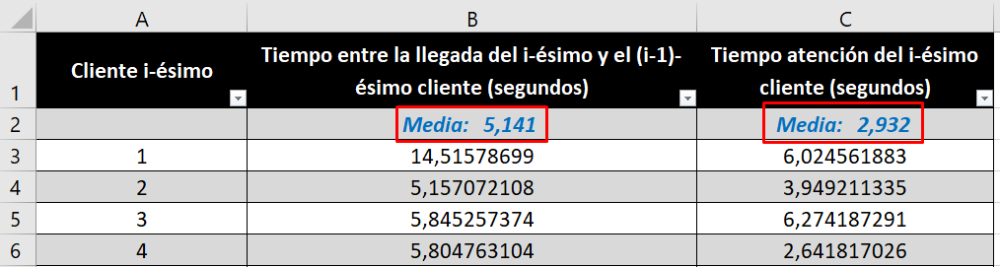 A B C
1 Cliente i-ésimo Tiempo entre la llegada del i-ésimo y el (i-1)- Tiempo atención del i-ésimo
ésimo cliente (segundos) cliente (segundos)
2 Media: 5,141 Media: 2,932
3 1 14,51578699 6,024561883
4 2 5,157072108 3,949211335
5 3 5,845257374 6,274187291
6 4 5,804763104 2,641817026